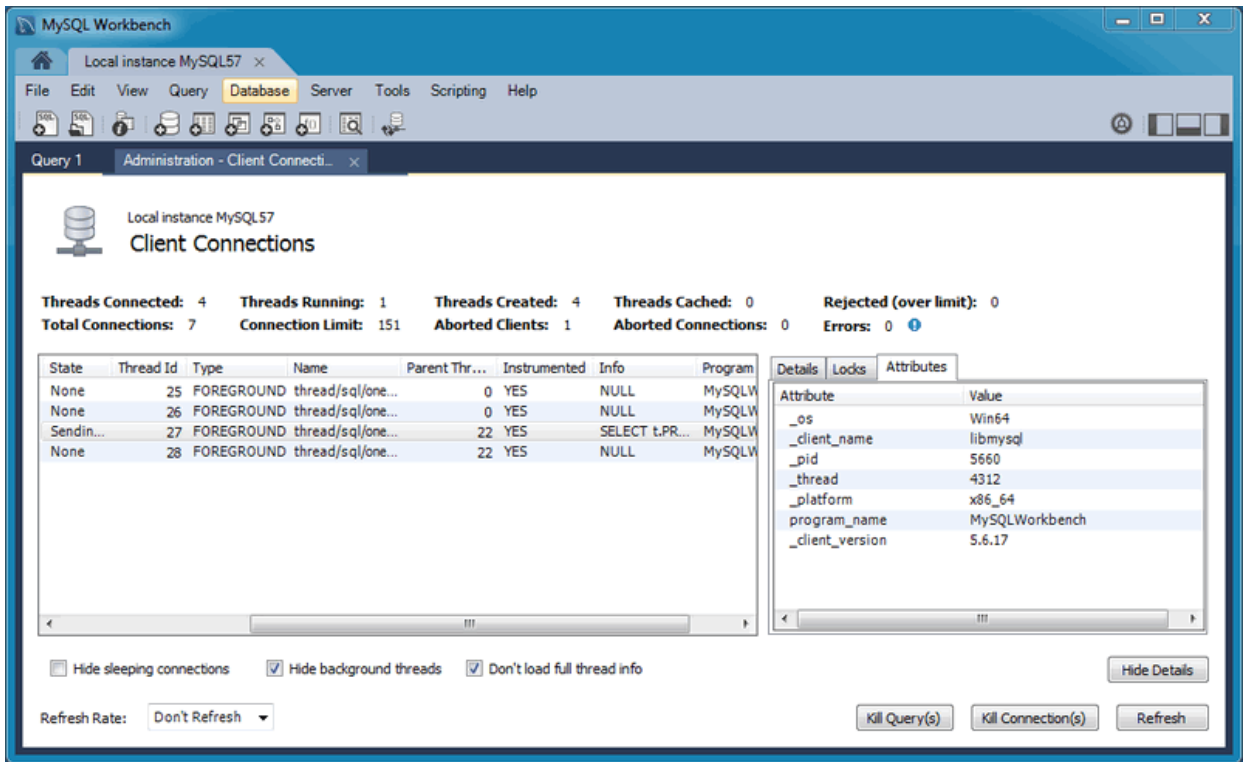 MySQL Workbench
Local instance MySQL57
File Edit View Query Database Server Tools Scripting Help
Query 1 Administration - Client Connecti...
Local instance MySQL57
Client Connections
Threads Connected: 4 Threads Running: 1 Threads Created: 4 Threads Cached: 0 Rejected (over limit): 0
Total Connections: 7 Connection Limit: 151 Aborted Clients: 1 Aborted Connections: 0 Errors: 0
State Thread Id Type Name Parent Thr... Instrumented Info Program
None 25 FOREGROUND thread/sql/one... 0 YES NULL MySQLW
None 26 FOREGROUND thread/sql/one... 0 YES NULL MySQLW
Sendin... 27 FOREGROUND thread/sql/one... 22 YES SELECT t.PR... MySQLW
None 28 FOREGROUND thread/sql/one... 22 YES NULL MySQLW
Details Locks Attributes
Attribute Value
_os Win64
_client_name libmysql
_pid 5660
_thread 4312
_platform x86_64
program_name MySQLWorkbench
_client_version 5.6.17
Hide sleeping connections Hide background threads Don't load full thread info Hide Details
Refresh Rate: Don't Refresh Kill Query(s) Kill Connection(s) Refresh